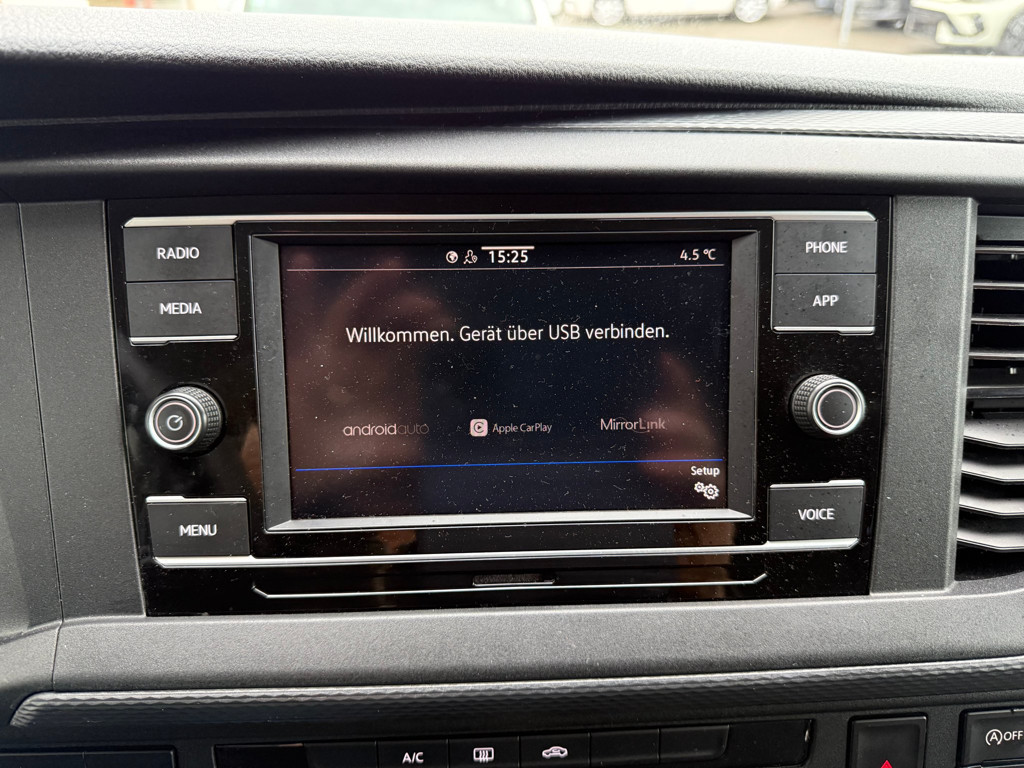 RADIO
MEDIA
MENU
15:25
4.5 °C
Willkommen. Gerät über USB verbinden.
androidauto
Apple CarPlay
MirrorLink
Setup
PHONE
APP
VOICE
A/C
A OFF